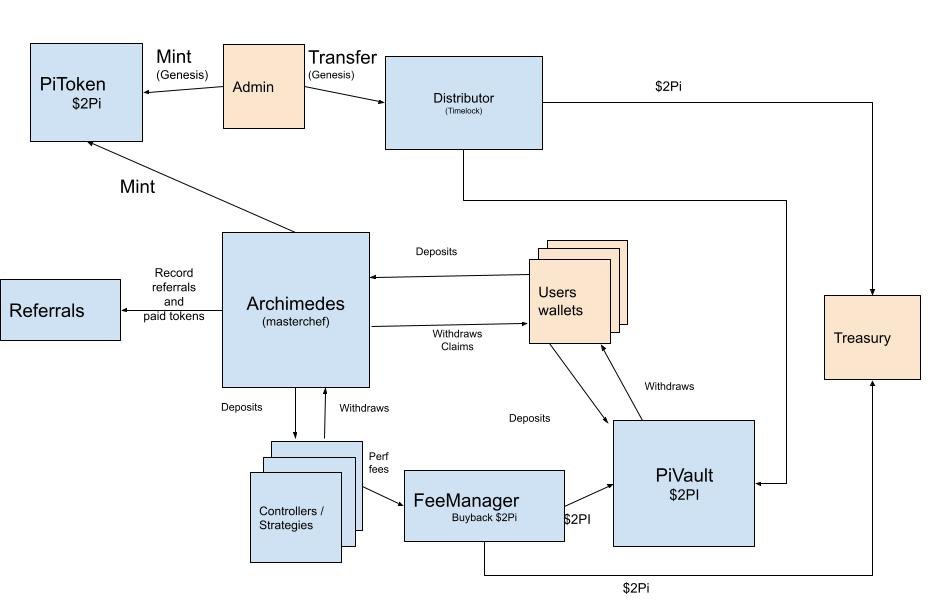 Mint
(Genesis)
Transfer
(Genesis)
PiToken
$2Pi
Admin
Distributor
(Timelock)
$2Pi
Mint
Deposits
Record
referrals
and
paid tokens
Referrals
Archimedes
(masterchef)
Users
wallets
Withdraws
Claims
Treasury
Deposits
Withdraws
Withdraws
Deposits
Perf
fees
Controllers /
Strategies
FeeManager
Buyback $2Pi
$2PI
PiVault
$2PI
$2Pi